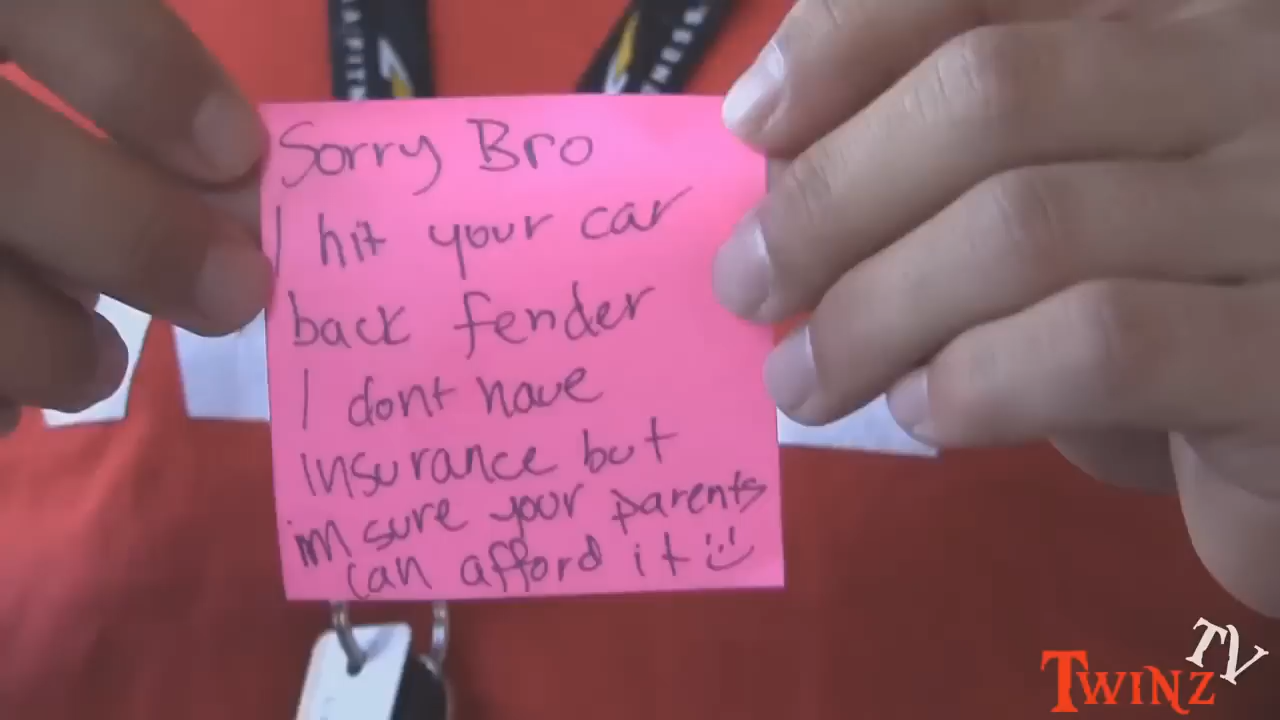 Sorry Bro
I hit your car
back fender
I dont have
insurance but
im sure your parents
can afford it
TWINZ TV